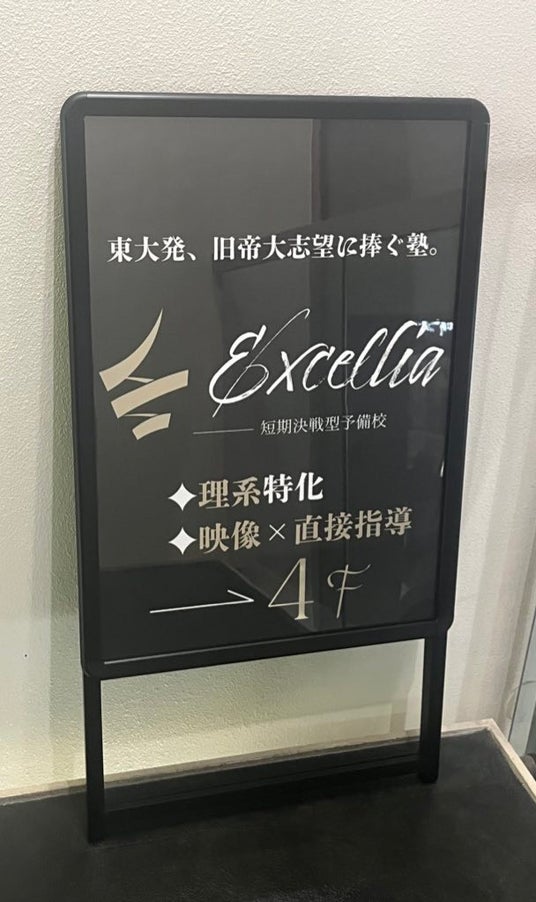 東大発、旧帝大志望に捧ぐ塾。
Excellia
短期決戦型予備校
理系特化
映像×直接指導
→4F